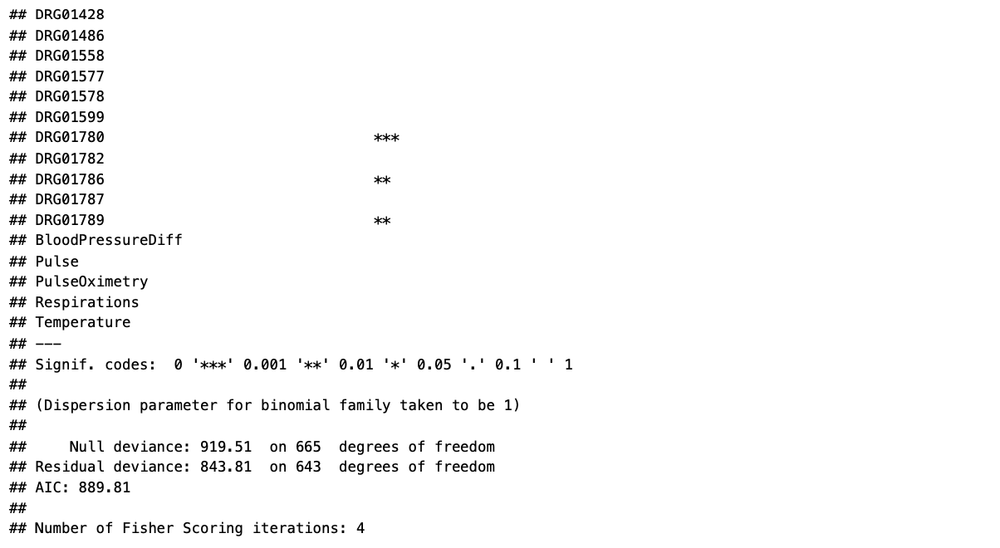 ## DRG01428
## DRG01486
## DRG01558
## DRG01577
## DRG01578
## DRG01599
## DRG01780                               ***
## DRG01782
## DRG01786                               **
## DRG01787
## DRG01789                               **
## BloodPressureDiff
## Pulse
## PulseOximetry
## Respirations
## Temperature
## ---
## Signif. codes:  0 '***' 0.001 '**' 0.01 '*' 0.05 '.' 0.1 ' ' 1
##
## (Dispersion parameter for binomial family taken to be 1)
##
##     Null deviance: 919.51  on 665  degrees of freedom
## Residual deviance: 843.81  on 643  degrees of freedom
## AIC: 889.81
##
## Number of Fisher Scoring iterations: 4